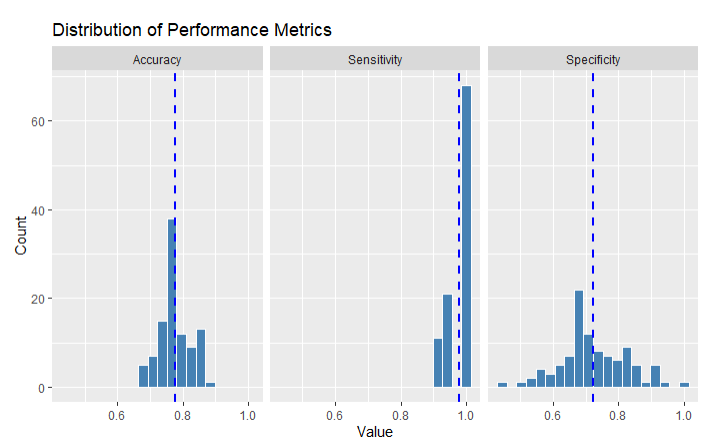 Distribution of Performance Metrics
Accuracy Sensitivity Specificity
60
40
20
0
Count
0.6 0.8 1.0 0.6 0.8 1.0 0.6 0.8 1.0
Value